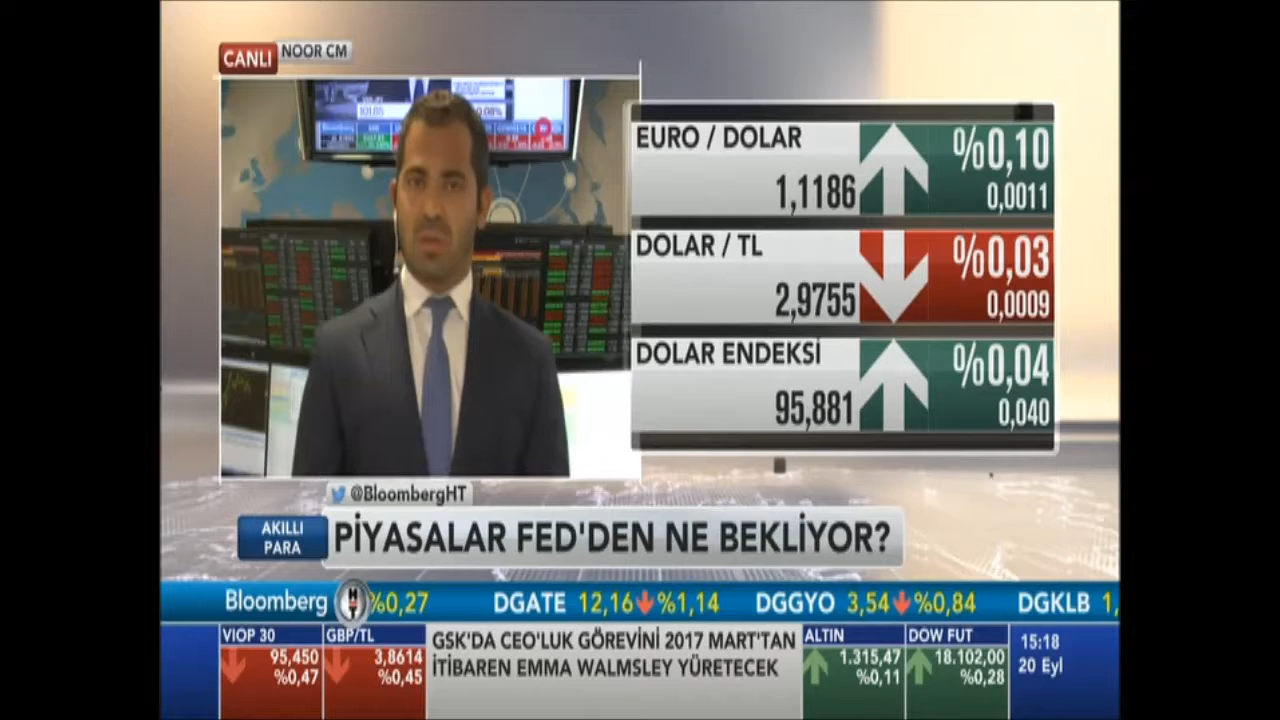 CANLI
NOOR CM
EURO / DOLAR
1,1186
%0,10
0,0011
DOLAR / TL
2,9755
%0,03
0,0009
DOLAR ENDEKSİ
95,881
%0,04
0,040
@BloombergHT
AKILLI
PARA
PİYASALAR FED'DEN NE BEKLİYOR?
Bloomberg HT %0,27 DGATE 12,16 %1,14 DGGYO 3,54 %0,84 DGKLB 1,
VIOP 30
95,450
%0,47
GBP/TL
3,8614
%0,45
GSK'DA CEO'LUK GÖREVİNİ 2017 MART'TAN
İTİBAREN EMMA WALMSLEY YÜRETECEK
ALTIN
1.315,47
%0,11
DOW FUT
18.102,00
%0,28
15:18
20 Eyl